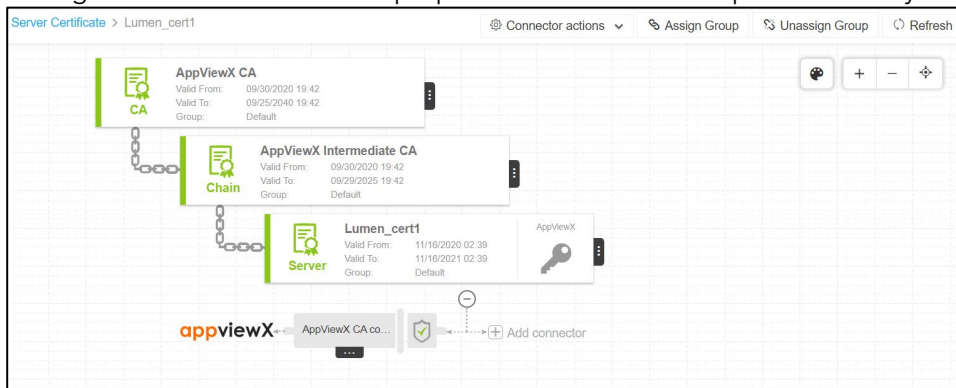 Server Certificate > Lumen_cert1
Connector actions Assign Group Unassign Group Refresh
AppViewX CA
Valid From: 09/30/2020 19:42
Valid To: 09/25/2040 19:42
Group: Default
CA
AppViewX Intermediate CA
Valid From: 09/30/2020 19:42
Valid To: 09/29/2025 19:42
Group: Default
Chain
Lumen_cert1
Valid From: 11/16/2020 02:39
Valid To: 11/16/2021 02:39
Group: Default
Server
AppViewX
appviewX
AppViewX CA co...
Add connector